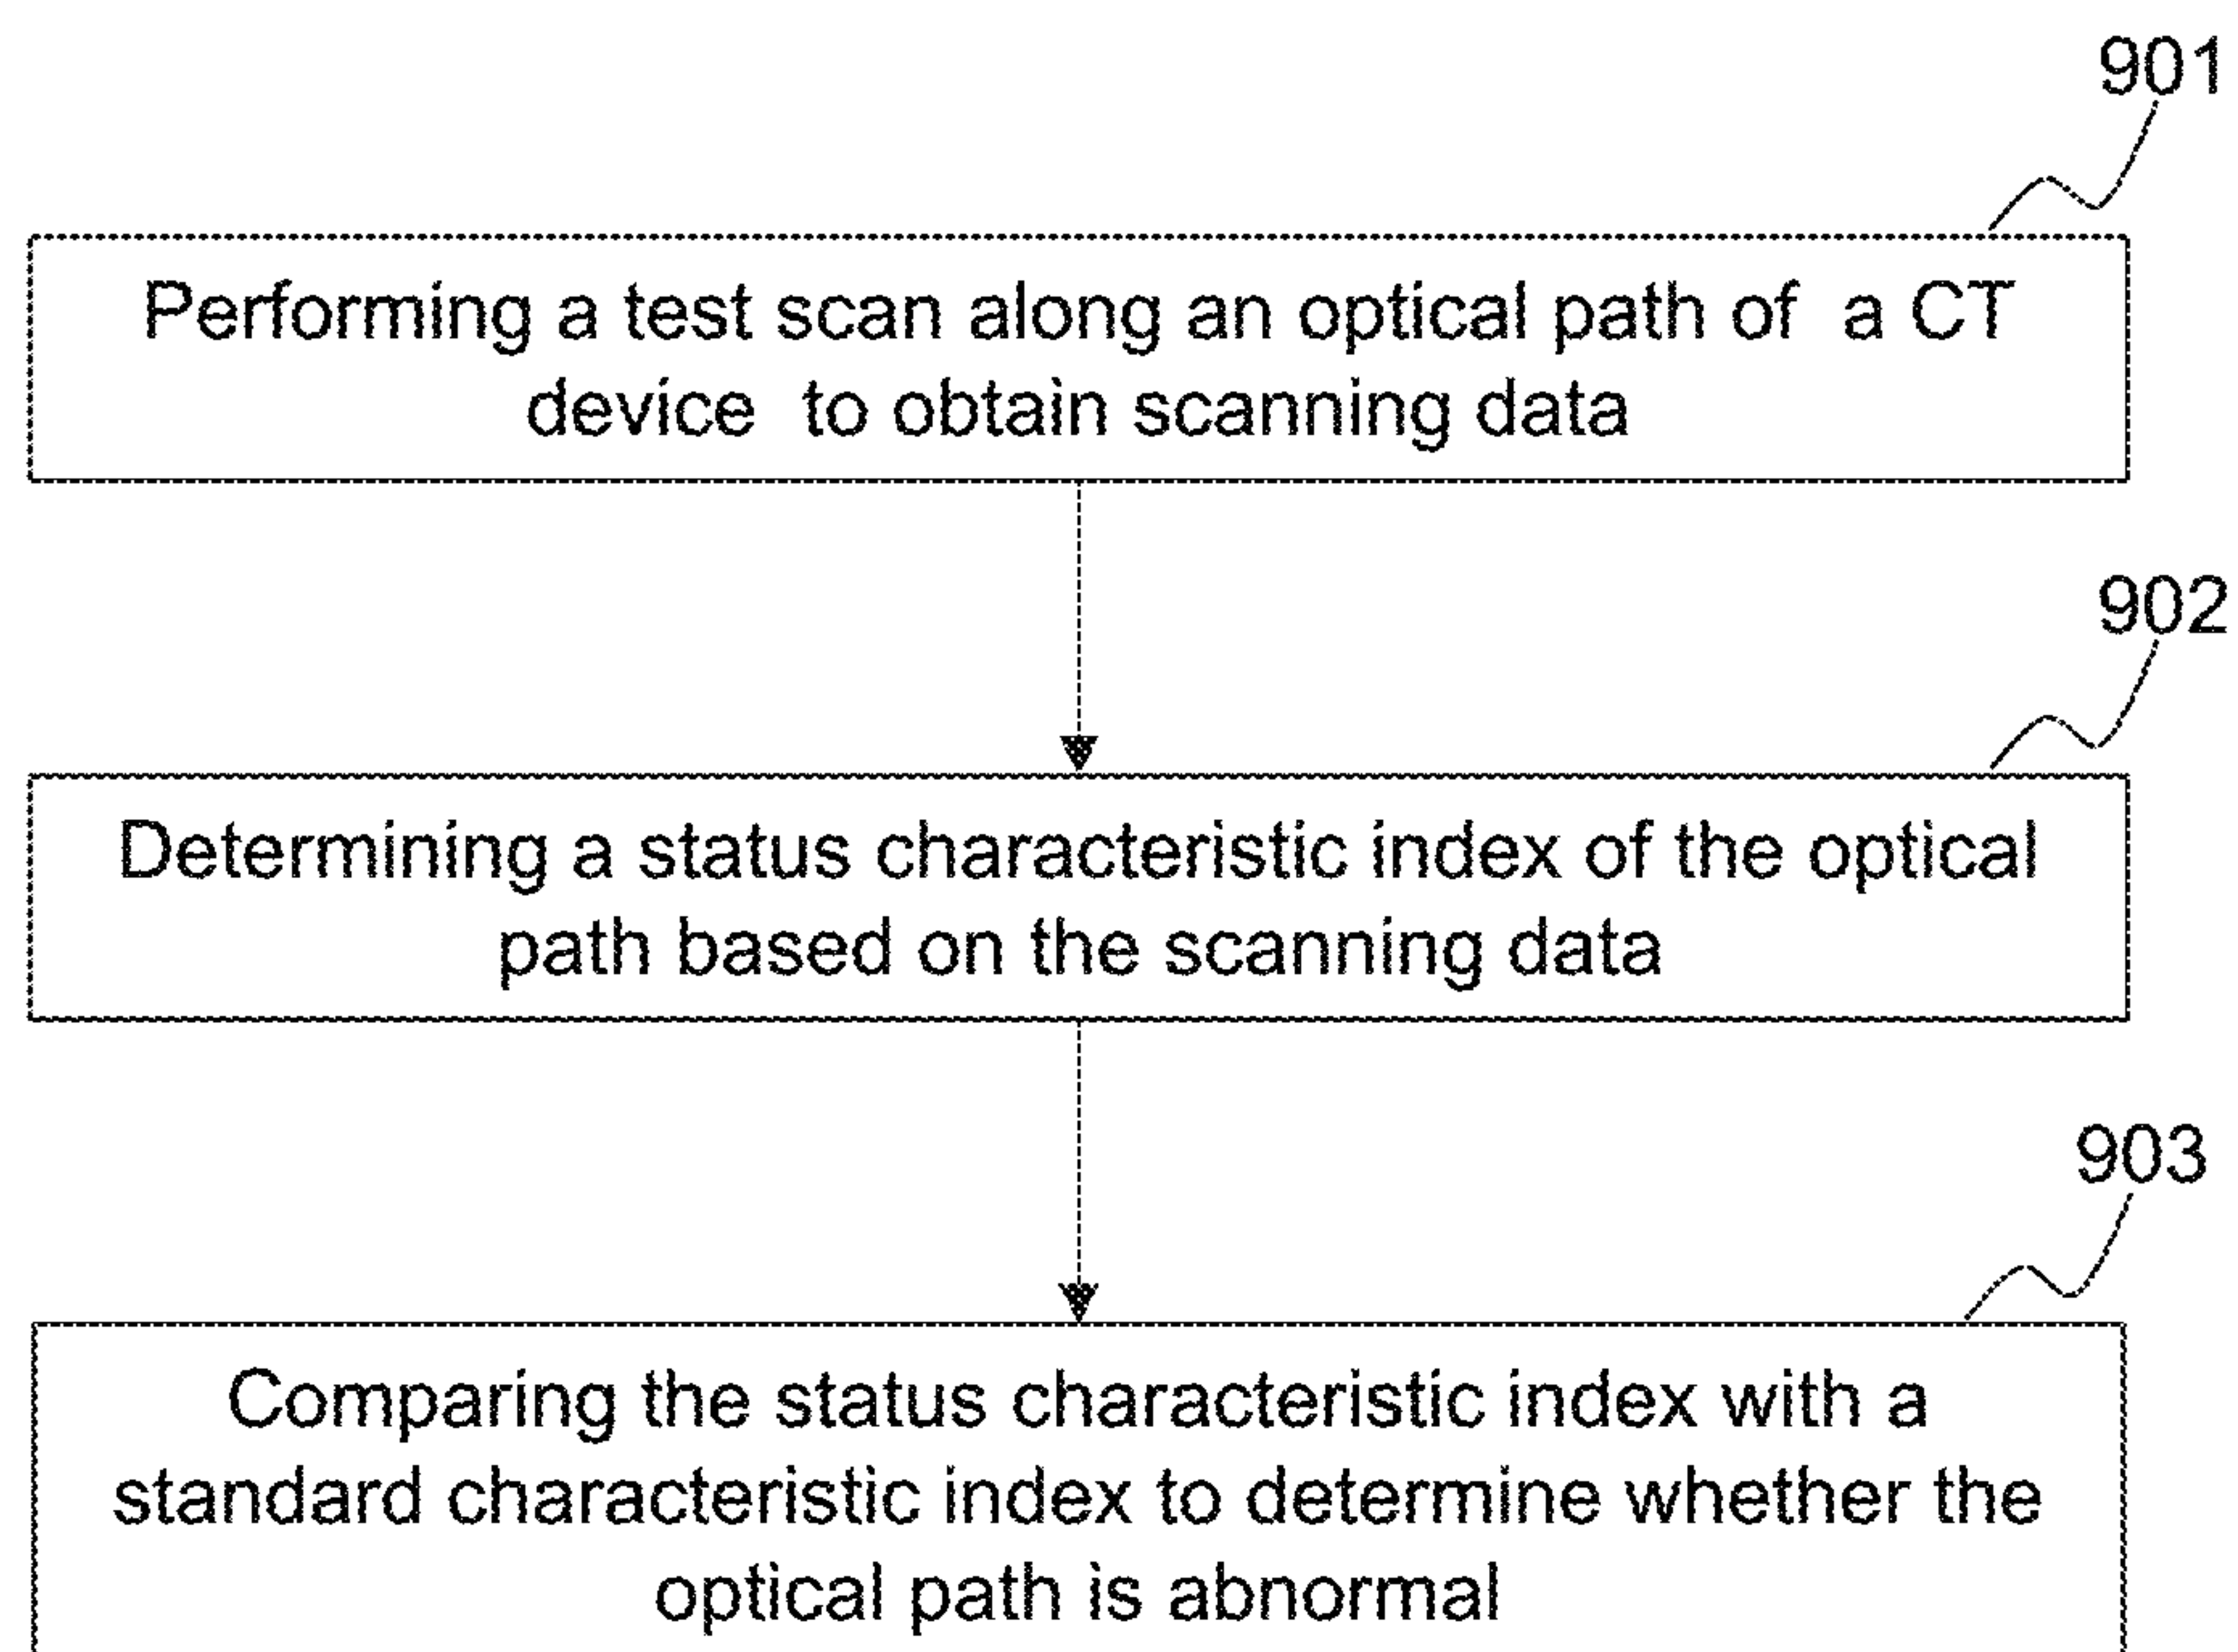 901
Performing a test scan along an optical path of a CT
device to obtain scanning data
902
Determining a status characteristic index of the optical
path based on the scanning data
903
Comparing the status characteristic index with a
standard characteristic index to determine whether the
optical path is abnormal